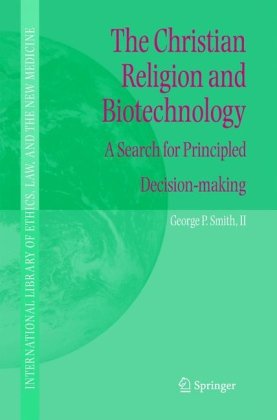 The Christian
Religion and
Biotechnology
A Search for Principled
Decision-making
George P. Smith, II
INTERNATIONAL LIBRARY OF ETHICS, LAW, AND THE NEW MEDICINE
Springer